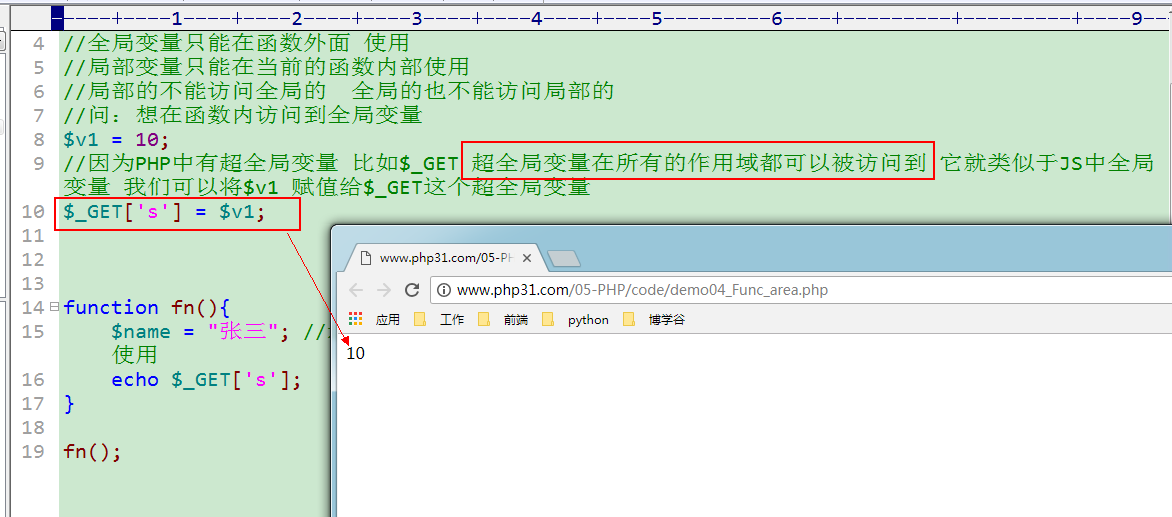 1 2 3 4 5 6 7 8 9
4 //全局变量只能在函数外面 使用
5 //局部变量只能在当前的函数内部使用
6 //局部的不能访问全局的 全局的也不能访问局部的
7 //问: 想在函数内访问到全局变量
8 $v1 = 10;
9 //因为PHP中有超全局变量 比如$_GET 超全局变量在所有的作用域都可以被访问到 它就类似于JS中全局
变量 我们可以将$v1 赋值给$_GET这个超全局变量
10 $_GET['s'] = $v1;
11
12
13
14 function fn(){
15 $name = "张三"; //
使用
16 echo $_GET['s'];
17 }
18
19 fn();
www.php31.com/05-PH
www.php31.com/05-PHP/code/demo04_Func_area.php
应用 工作 前端 python 博学谷
10